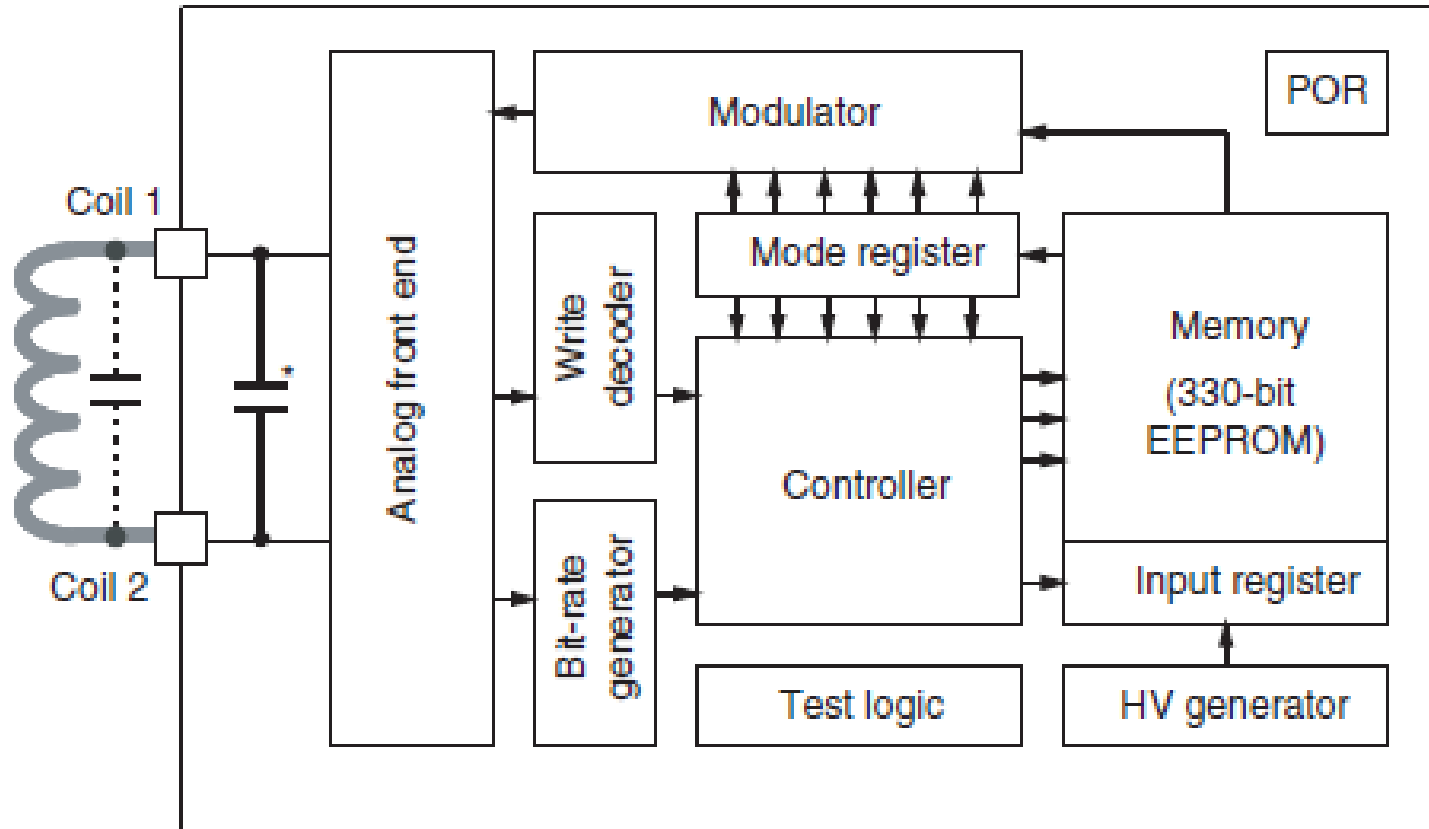 Coil 1
Coil 2
*
Analog front end
Modulator
POR
Write
decoder
Mode register
Memory
(330-bit
EEPROM)
Controller
Bit-rate
generator
Input register
Test logic
HV generator